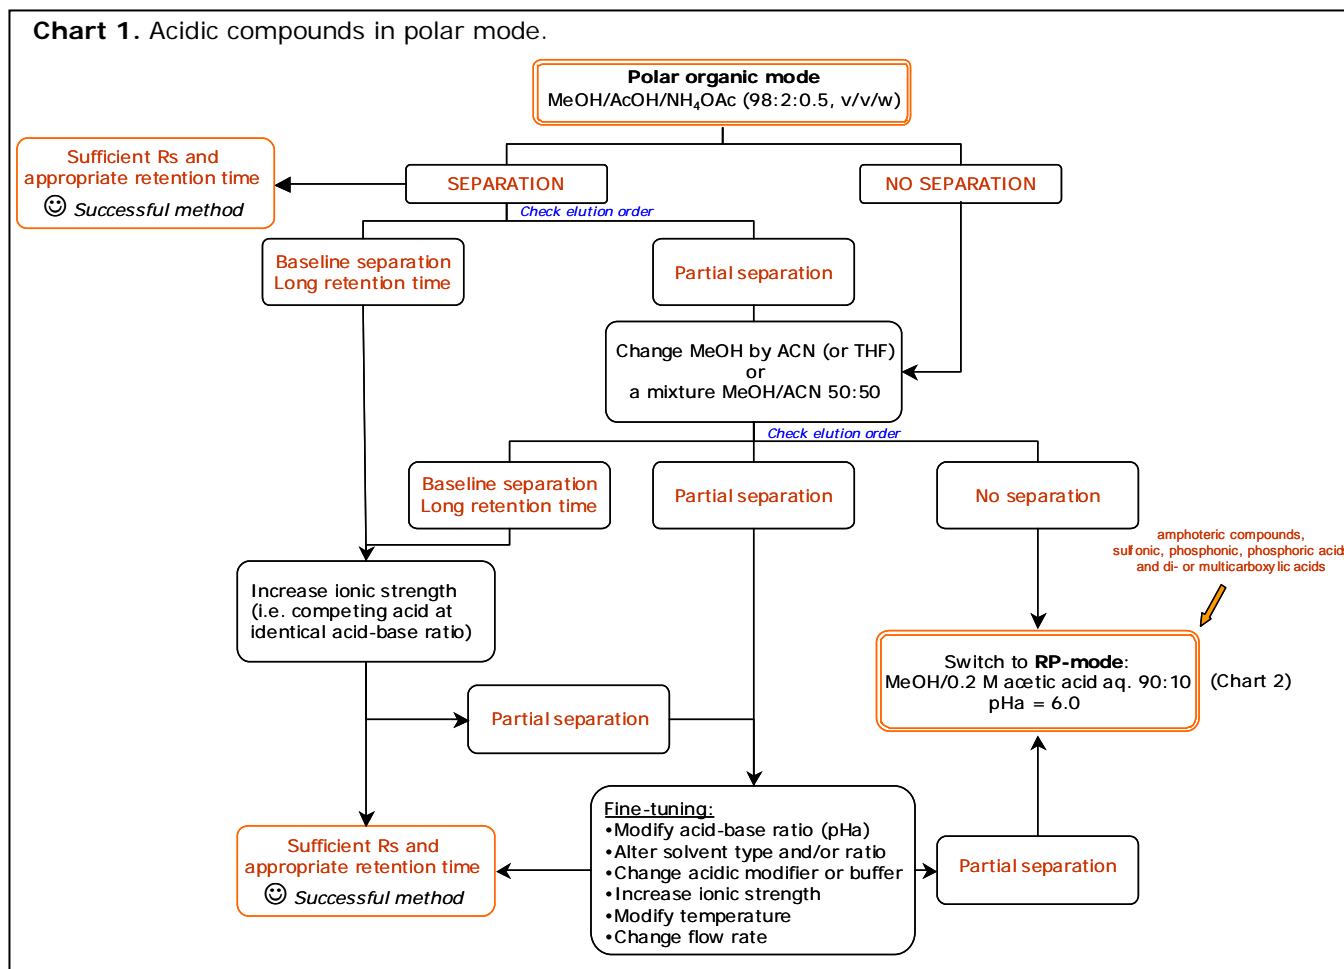 Chart 1. Acidic compounds in polar mode.
Polar organic mode
MeOH/AcOH/NH₄OAc (98:2:0.5, v/v/w)
Sufficient Rs and
appropriate retention time
☺ Successful method
SEPARATION
NO SEPARATION
Check elution order
Baseline separation
Long retention time
Partial separation
Change MeOH by ACN (or THF)
or
a mixture MeOH/ACN 50:50
Check elution order
Baseline separation
Long retention time
Partial separation
No separation
amphoteric compounds,
sulfonic, phosphonic, phosphoric acid
and di- or multicarboxylic acids
Increase ionic strength
(i.e. competing acid at
identical acid-base ratio)
Switch to RP-mode:
MeOH/0.2 M acetic acid aq. 90:10
pHa = 6.0
(Chart 2)
Partial separation
Fine-tuning:
•Modify acid-base ratio (pHa)
•Alter solvent type and/or ratio
•Change acidic modifier or buffer
•Increase ionic strength
•Modify temperature
•Change flow rate
Sufficient Rs and
appropriate retention time
☺ Successful method
Partial separation